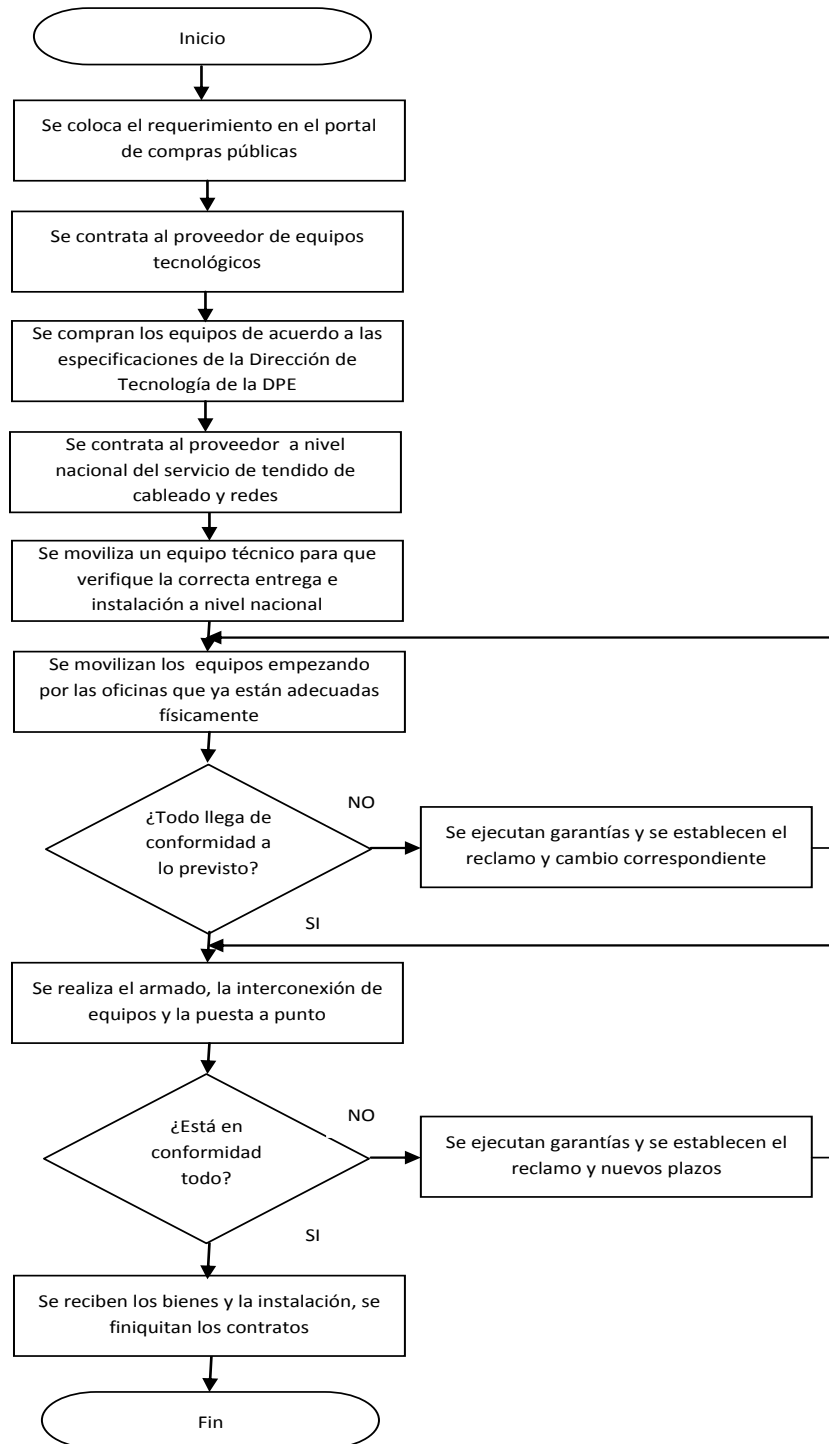 Inicio
Se coloca el requerimiento en el portal
de compras públicas
Se contrata al proveedor de equipos
tecnológicos
Se compran los equipos de acuerdo a las
especificaciones de la Dirección de
Tecnología de la DPE
Se contrata al proveedor a nivel
nacional del servicio de tendido de
cableado y redes
Se moviliza un equipo técnico para que
verifique la correcta entrega e
instalación a nivel nacional
Se movilizan los equipos empezando
por las oficinas que ya están adecuadas
físicamente
¿Todo llega de
conformidad a
lo previsto?
NO
Se ejecutan garantías y se establecen el
reclamo y cambio correspondiente
SI
Se realiza el armado, la interconexión de
equipos y la puesta a punto
¿Está en
conformidad
todo?
NO
Se ejecutan garantías y se establecen el
reclamo y nuevos plazos
SI
Se reciben los bienes y la instalación, se
finiquitan los contratos
Fin